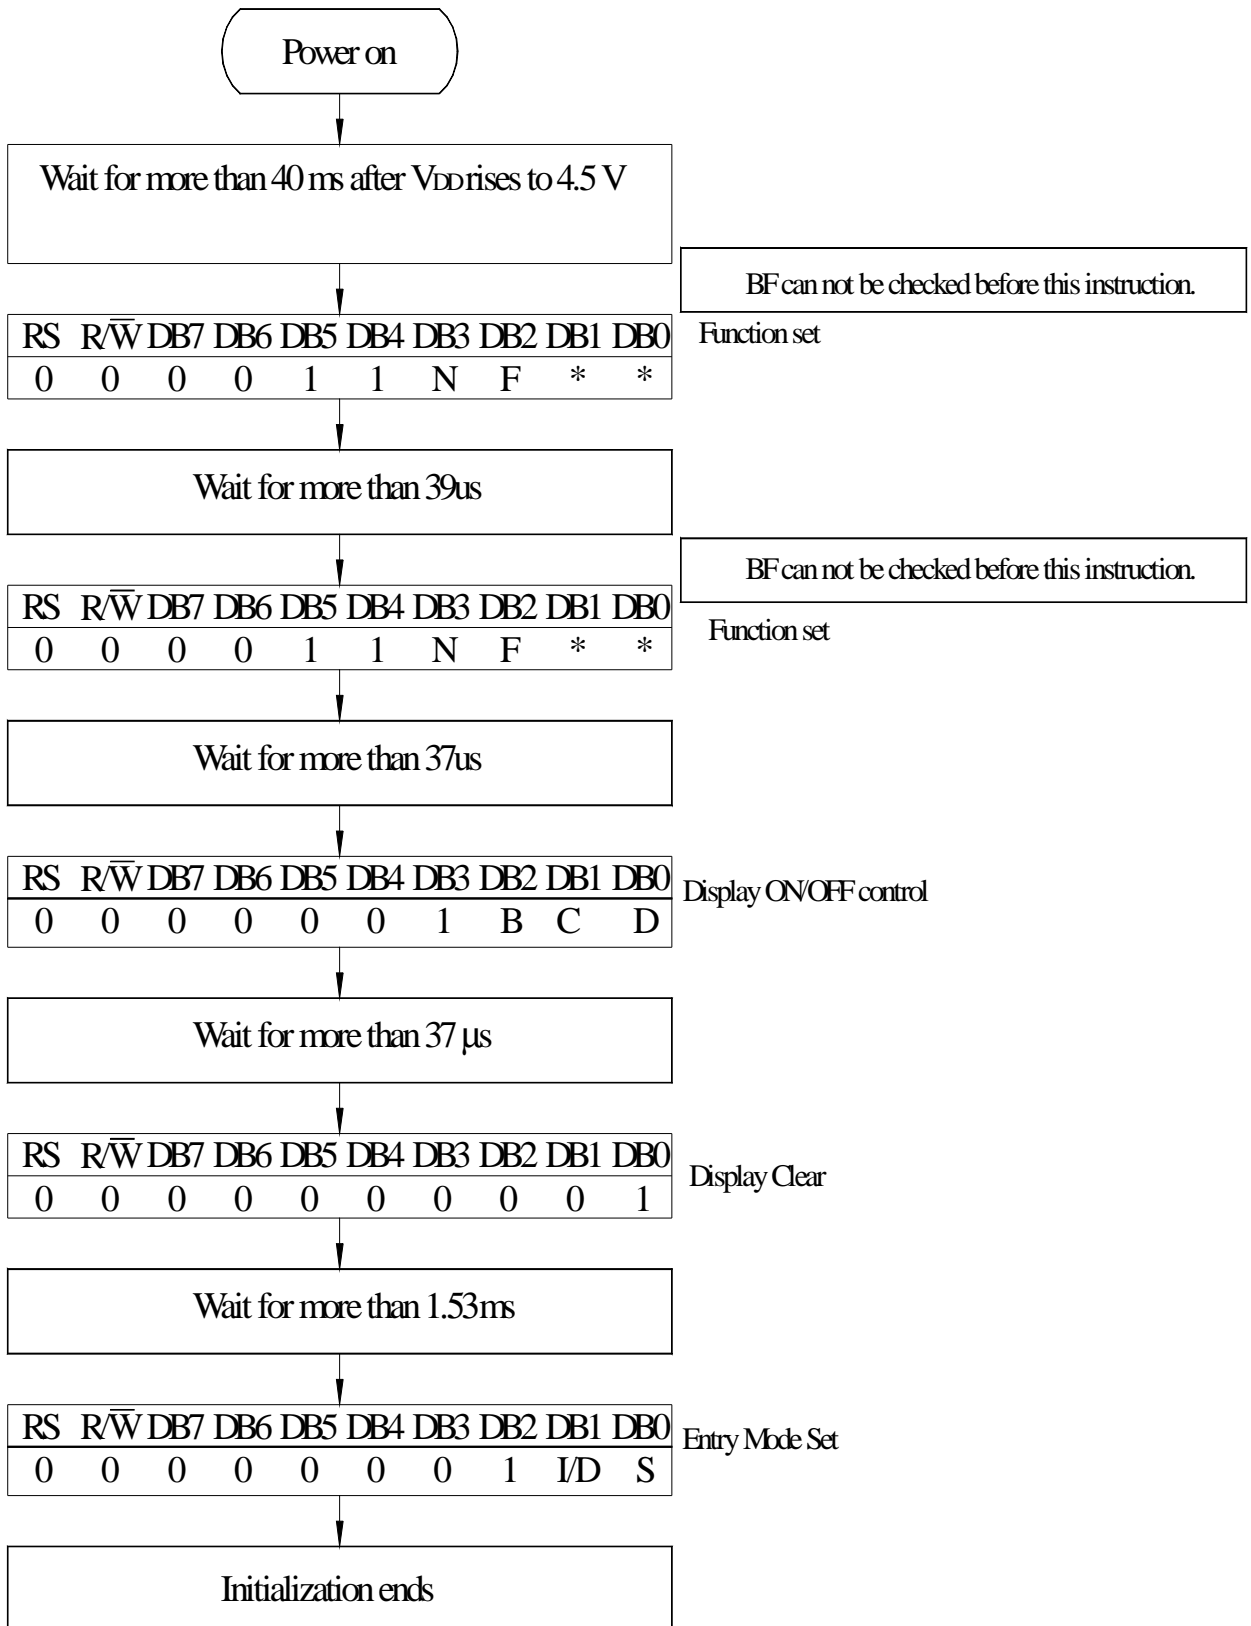 Power on
Wait for more than 40 ms after VDD rises to 4.5 V
BF can not be checked before this instruction.
RS R/W̅ DB7 DB6 DB5 DB4 DB3 DB2 DB1 DB0
Function set
0 0 0 0 1 1 N F * *
Wait for more than 39us
BF can not be checked before this instruction.
RS R/W̅ DB7 DB6 DB5 DB4 DB3 DB2 DB1 DB0
Function set
0 0 0 0 1 1 N F * *
Wait for more than 37us
RS R/W̅ DB7 DB6 DB5 DB4 DB3 DB2 DB1 DB0
Display ON/OFF control
0 0 0 0 0 0 1 B C D
Wait for more than 37 μs
RS R/W̅ DB7 DB6 DB5 DB4 DB3 DB2 DB1 DB0
Display Clear
0 0 0 0 0 0 0 0 0 1
Wait for more than 1.53ms
RS R/W̅ DB7 DB6 DB5 DB4 DB3 DB2 DB1 DB0
Entry Mode Set
0 0 0 0 0 0 0 1 I/D S
Initialization ends